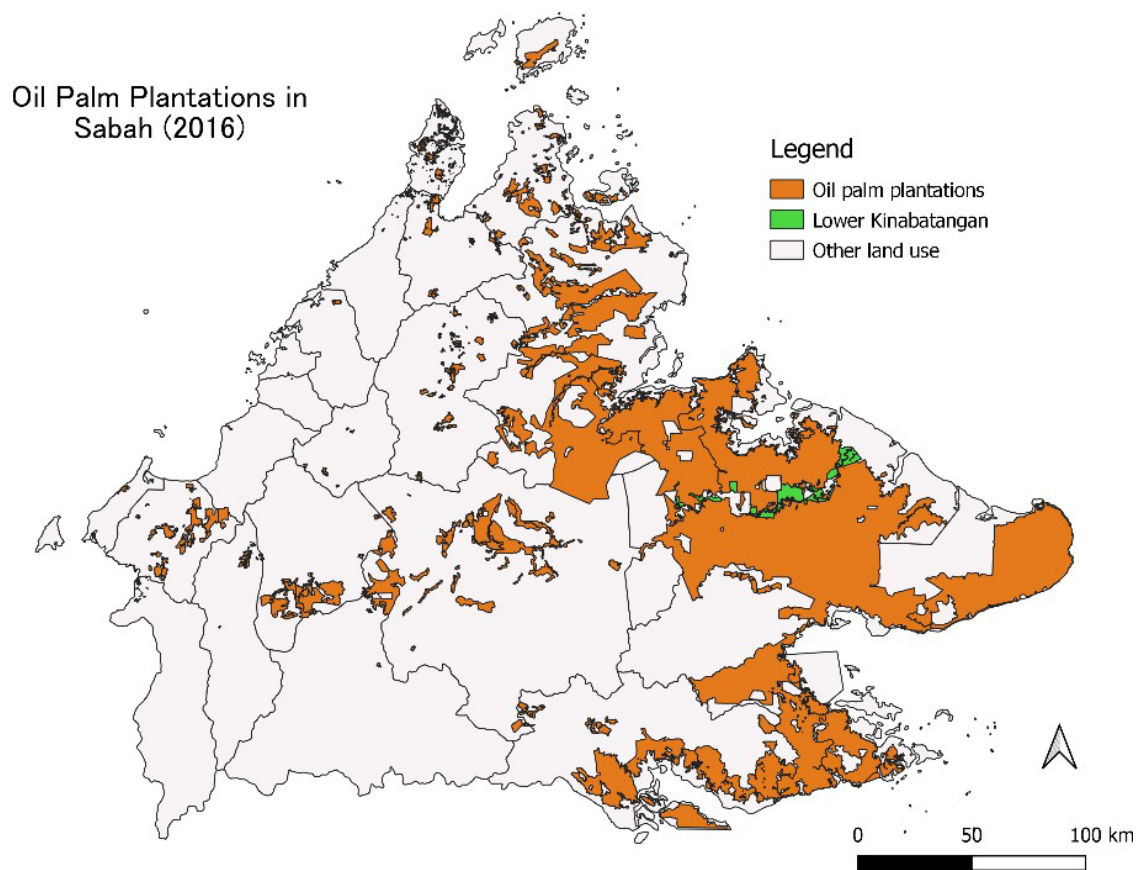 Oil Palm Plantations in
Sabah (2016)
Legend
Oil palm plantations
Lower Kinabatangan
Other land use
0 50 100 km